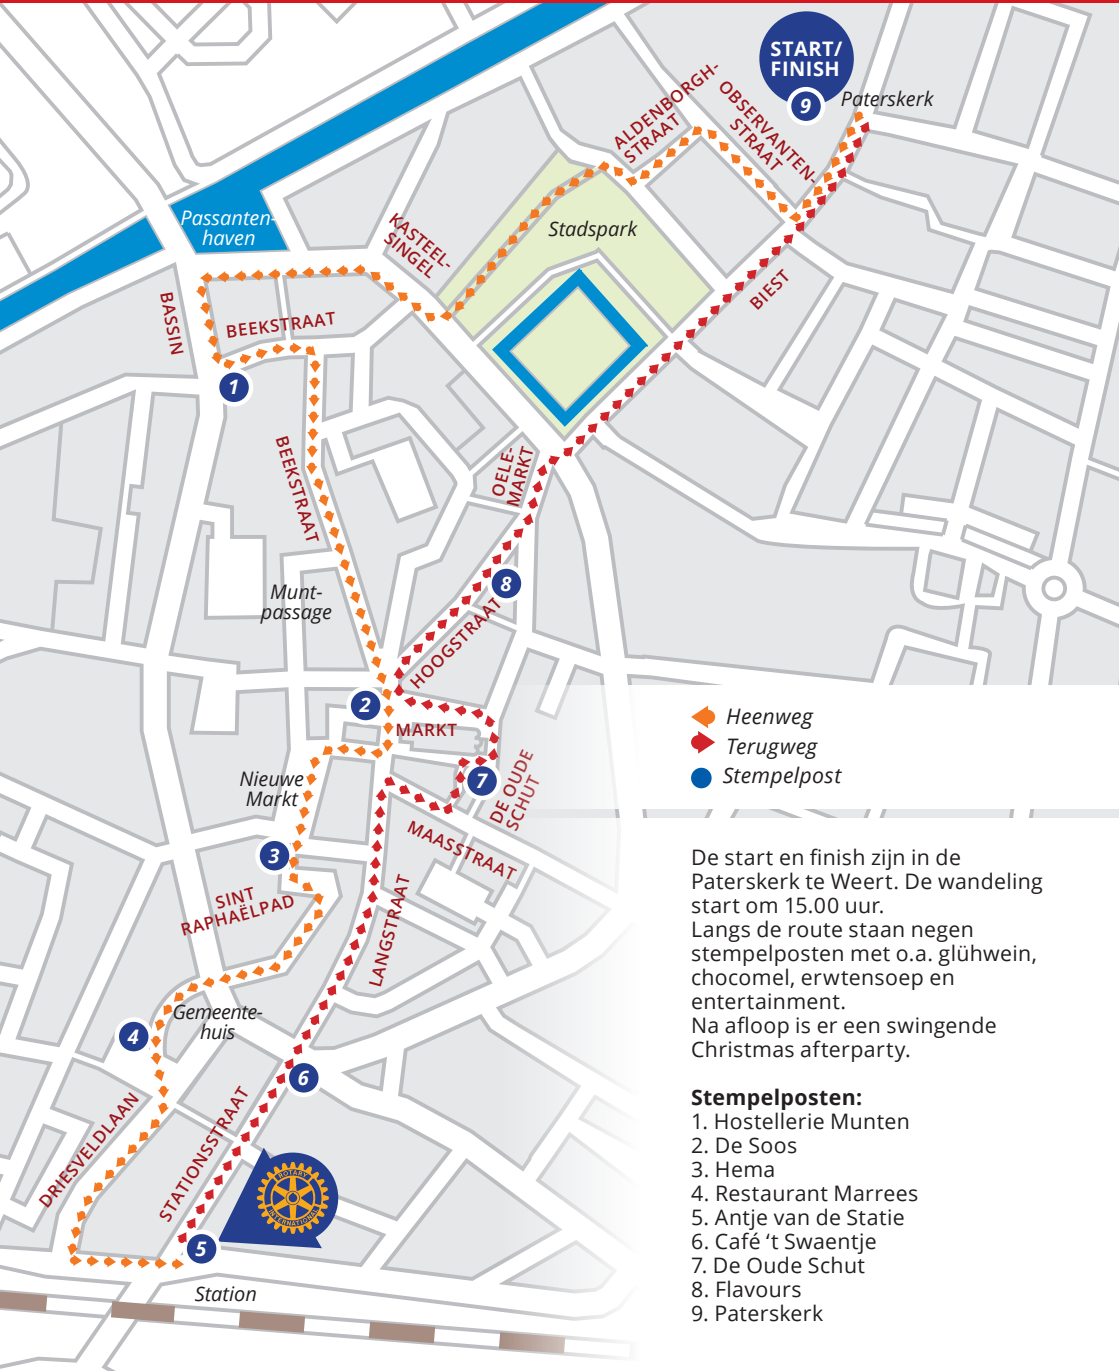 START/
FINISH
9
Paterskerk
ALDENBORGH-
STRAAT
OBSERVANTEN-
STRAAT
Passanten-
haven
KASTEEL-
SINGEL
Stadspark
BASSIN
BEEKSTRAAT
BIEST
1
BEEKSTRAAT
OELE-
MARKT
8
Munt-
passage
HOOGSTRAAT
2
MARKT
Heenweg
Terugweg
Stempelpost
Nieuwe
Markt
7
DE OUDE
SCHUT
3
MAASSTRAAT
SINT
RAPHAËLPAD
LANGSTRAAT
Gemeente-
huis
4
6
DRIESVELDLAAN
STATIONSSTRAAT
ROTARY
INTERNATIONAL
5
Station
De start en finish zijn in de
Paterskerk te Weert. De wandeling
start om 15.00 uur.
Langs de route staan negen
stempelposten met o.a. glühwein,
chocomel, erwtensoep en
entertainment.
Na afloop is er een swingende
Christmas afterparty.
Stempelposten:
1. Hostellerie Munten
2. De Soos
3. Hema
4. Restaurant Marrees
5. Antje van de Statie
6. Café ‘t Swaentje
7. De Oude Schut
8. Flavours
9. Paterskerk